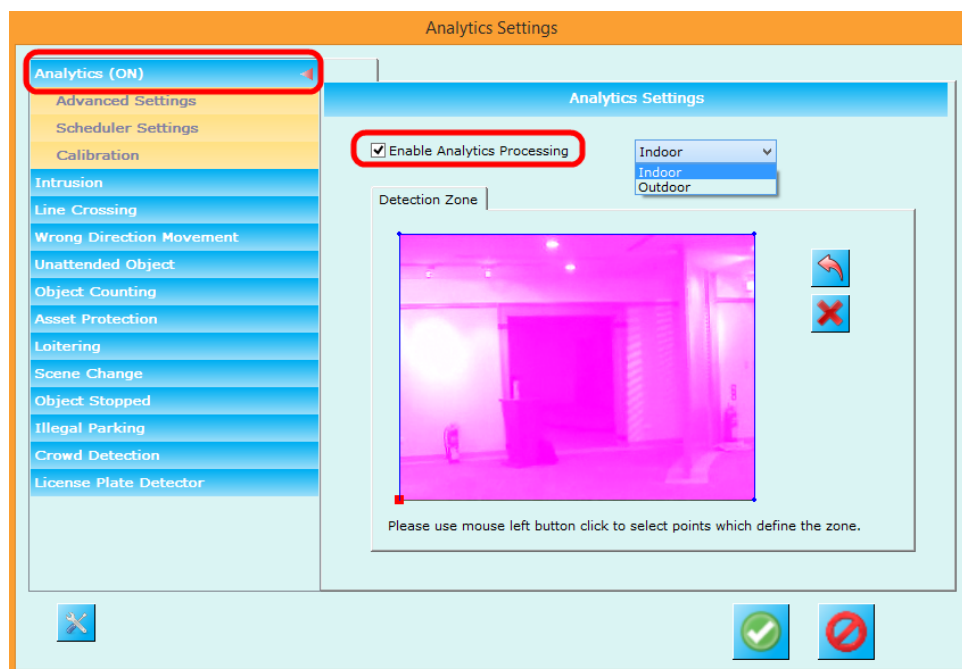 Analytics Settings
Analytics (ON)
Advanced Settings
Scheduler Settings
Calibration
Intrusion
Line Crossing
Wrong Direction Movement
Unattended Object
Object Counting
Asset Protection
Loitering
Scene Change
Object Stopped
Illegal Parking
Crowd Detection
License Plate Detector
Analytics Settings
Enable Analytics Processing
Indoor
Indoor
Outdoor
Detection Zone
Please use mouse left button click to select points which define the zone.